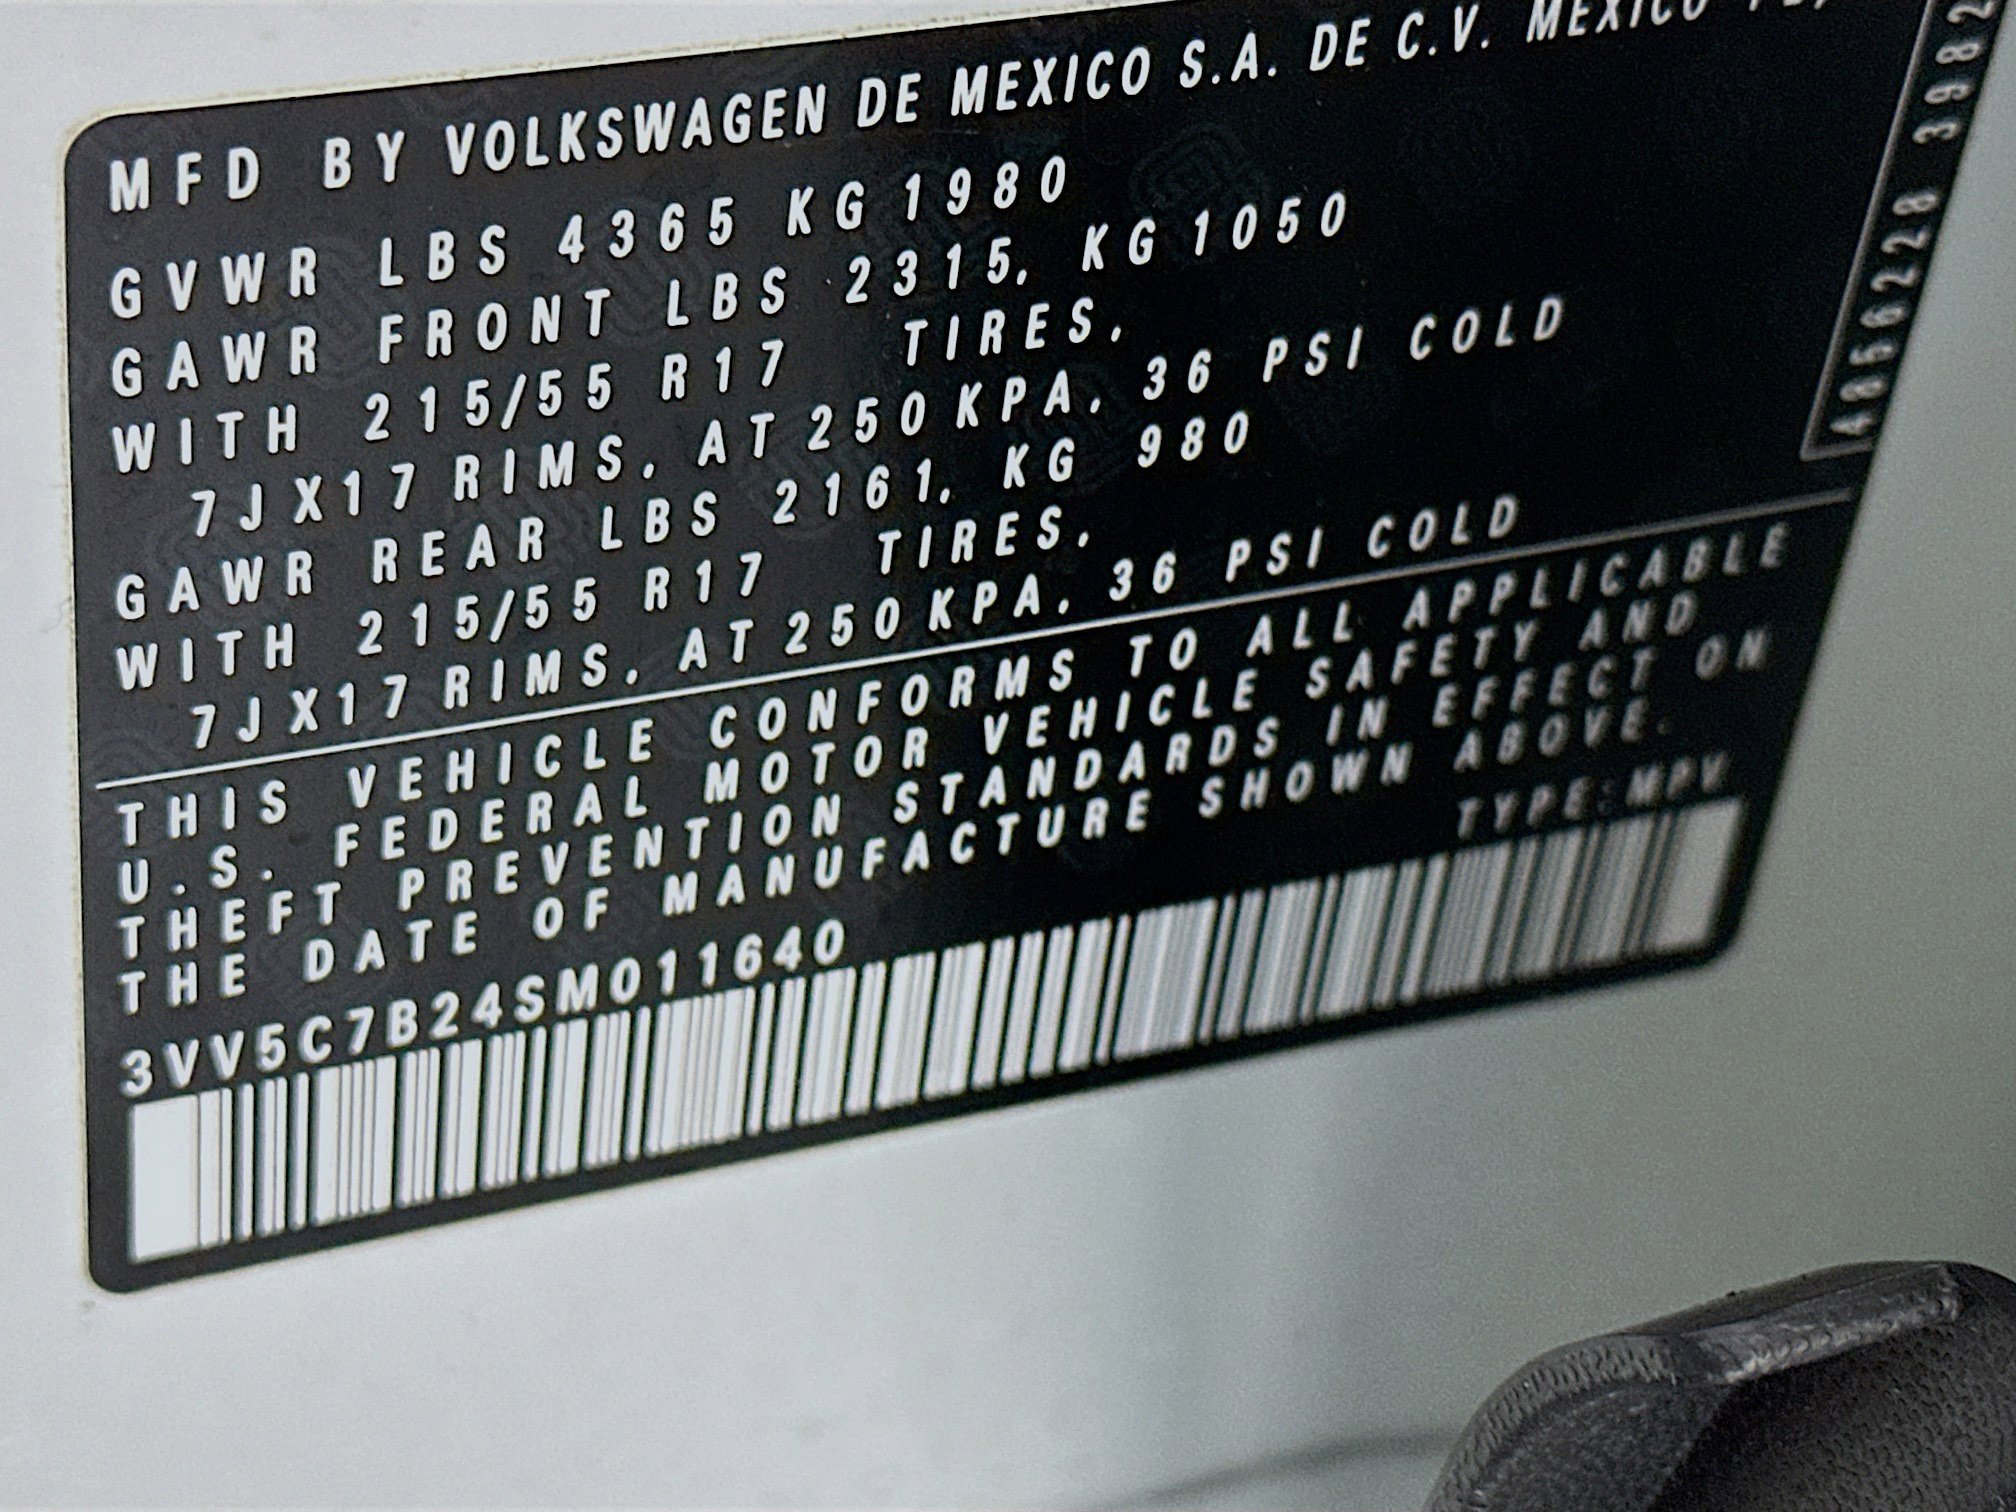 MFD BY VOLKSWAGEN DE MEXICO S.A. DE C.V. MEXICO
GVWR LBS 4365 KG 1980
GAWR FRONT LBS 2315, KG 1050
WITH 215/55 R17 TIRES,
7JX17 RIMS, AT 250 KPA, 36 PSI COLD
GAWR REAR LBS 2161, KG 980
WITH 215/55 R17 TIRES,
7JX17 RIMS, AT 250 KPA, 36 PSI COLD
THIS VEHICLE CONFORMS TO ALL APPLICABLE
U.S. FEDERAL MOTOR VEHICLE SAFETY AND
THEFT PREVENTION STANDARDS IN EFFECT ON
THE DATE OF MANUFACTURE SHOWN ABOVE.
TYPE:MPV
3VV5C7B24SM011640
4856228 3982